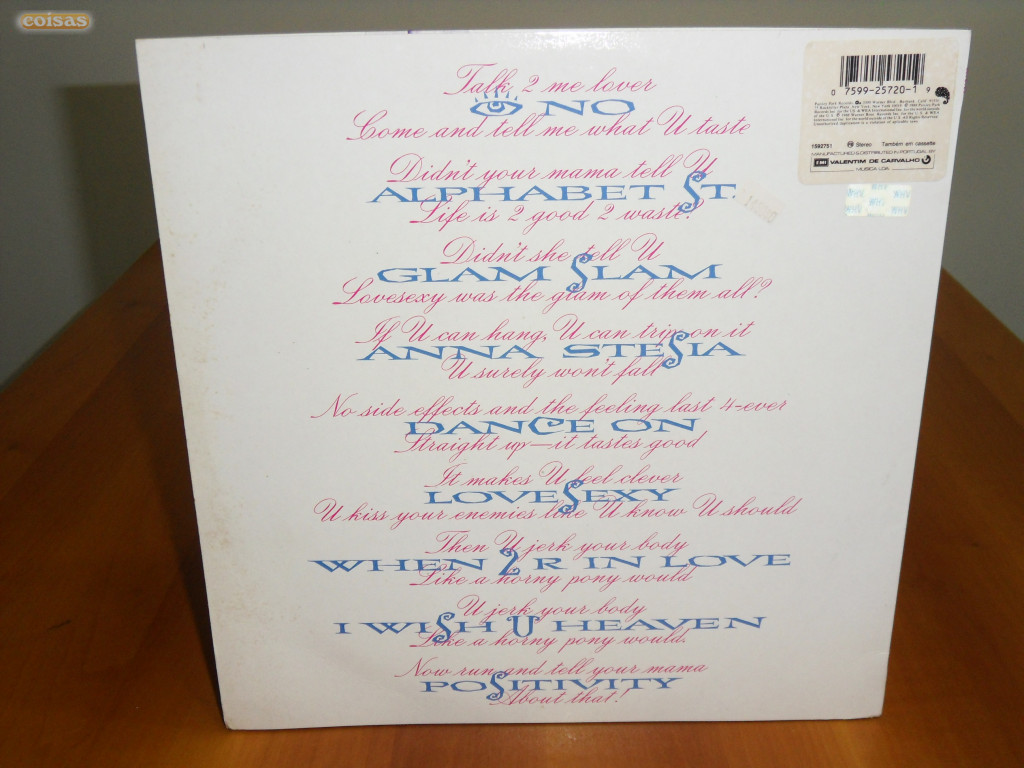 coisas
Talk 2 me lover
NO
Come and tell me what U taste
Didn't your mama tell U
ALPHABET ST.
Life is 2 good 2 waste?
Didn't she tell U
GLAM SLAM
Lovesexy was the glam of them all?
If U can hang, U can trip on it
ANNA STESIA
U surely won't fall
No side effects and the feeling last 4-ever
DANCE ON
Straight up—it tastes good
It makes U feel clever
LOVESEXY
U kiss your enemies like U know U should
Then U jerk your body
WHEN 2 R IN LOVE
Like a horny pony would
U jerk your body
I WISH U HEAVEN
Like a horny pony would
Now run and tell your mama
POSITIVITY
About that!
0 7599-25720-1 9
1592751 Stereo Também em cassette
MANUFACTURED & DISTRIBUTED IN PORTUGAL BY
EMI VALENTIM DE CARVALHO
MUSICA LDA.